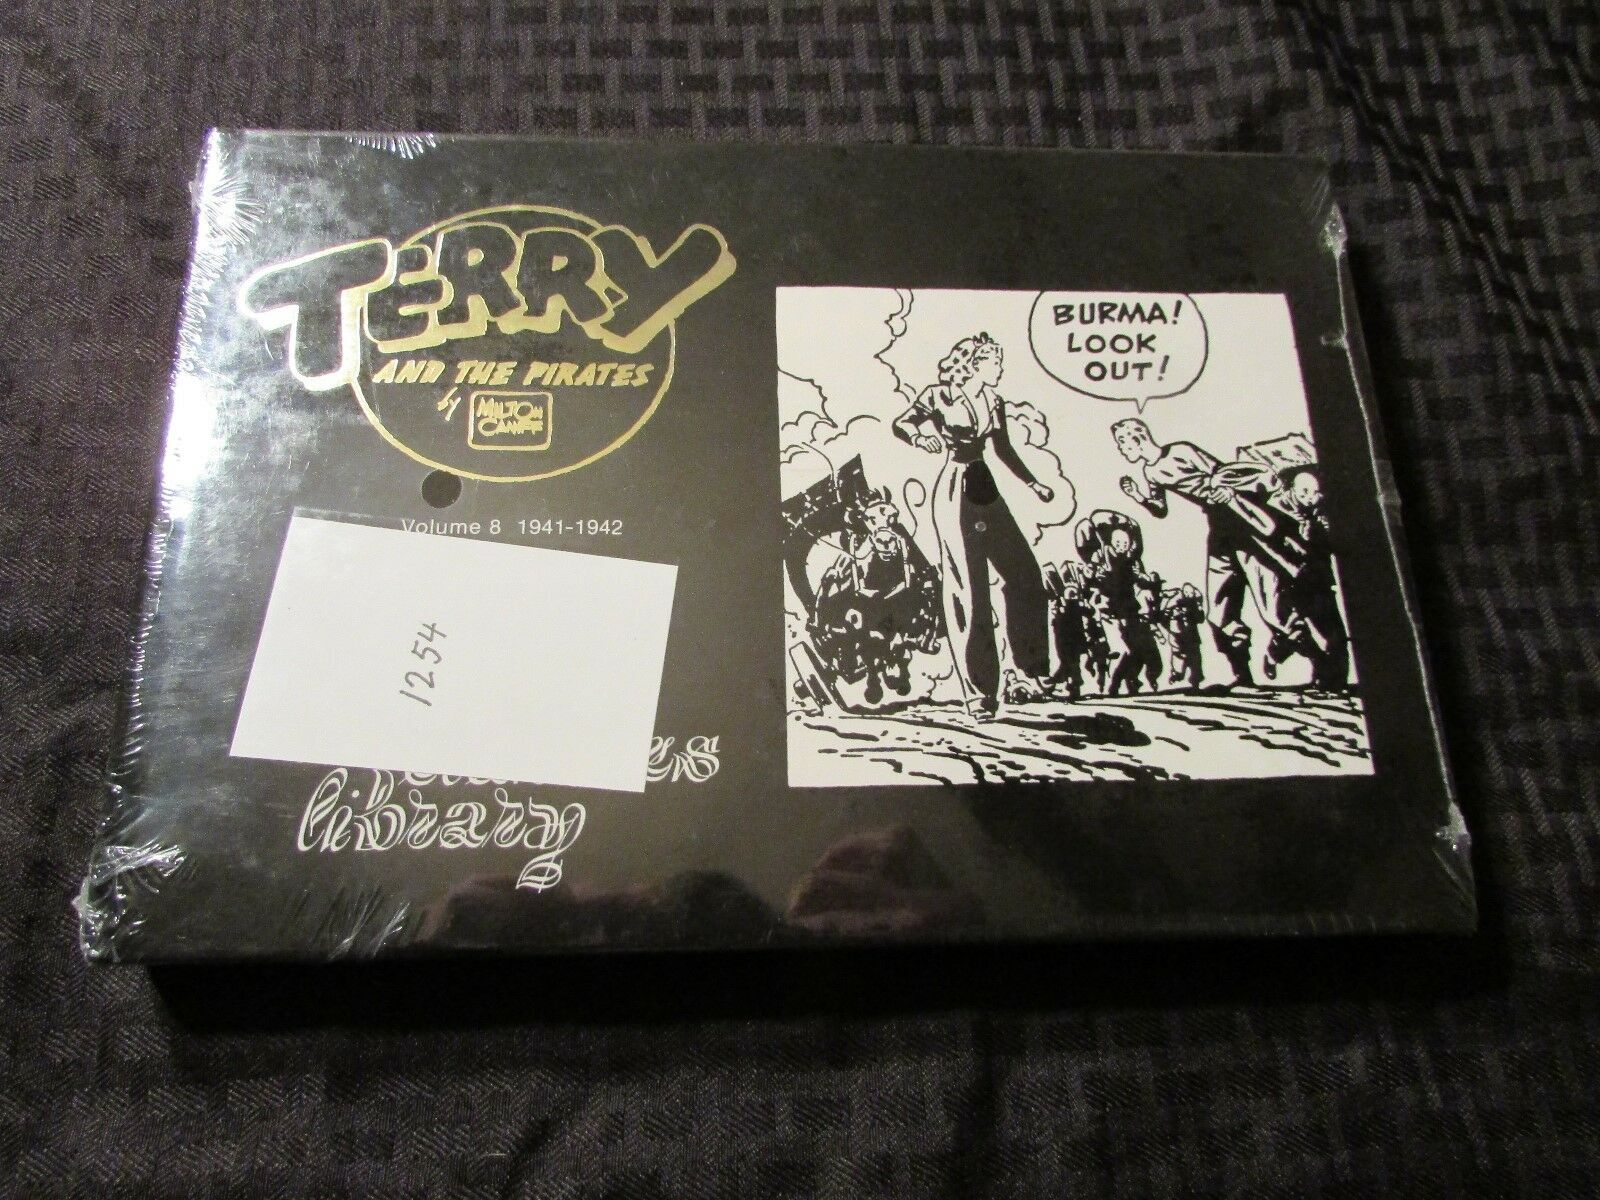 TERRY
AND THE PIRATES
by MILTON CANIFF
Volume 8 1941-1942
BURMA!
LOOK
OUT!
1254
library